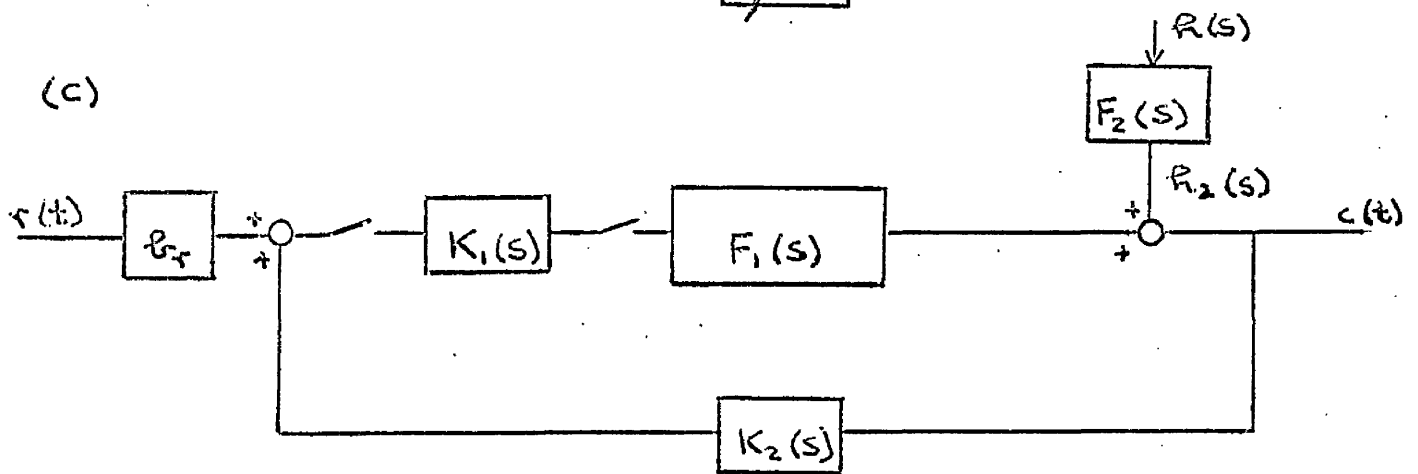 R(s)
(c)
F₂(s)
r(t)
R₂(s)
c(t)
K₁(s)
F₁(s)
K₂(s)